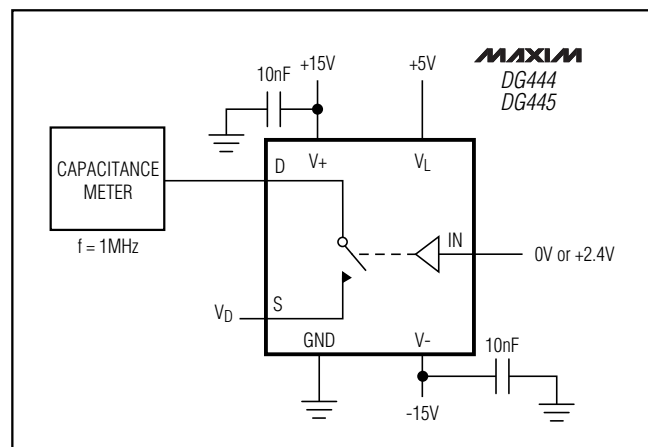 MAXIM
DG444
DG445
+15V
+5V
10nF
V+
VL
D
CAPACITANCE
METER
f = 1MHz
IN
0V or +2.4V
VD
S
GND
V-
10nF
-15V